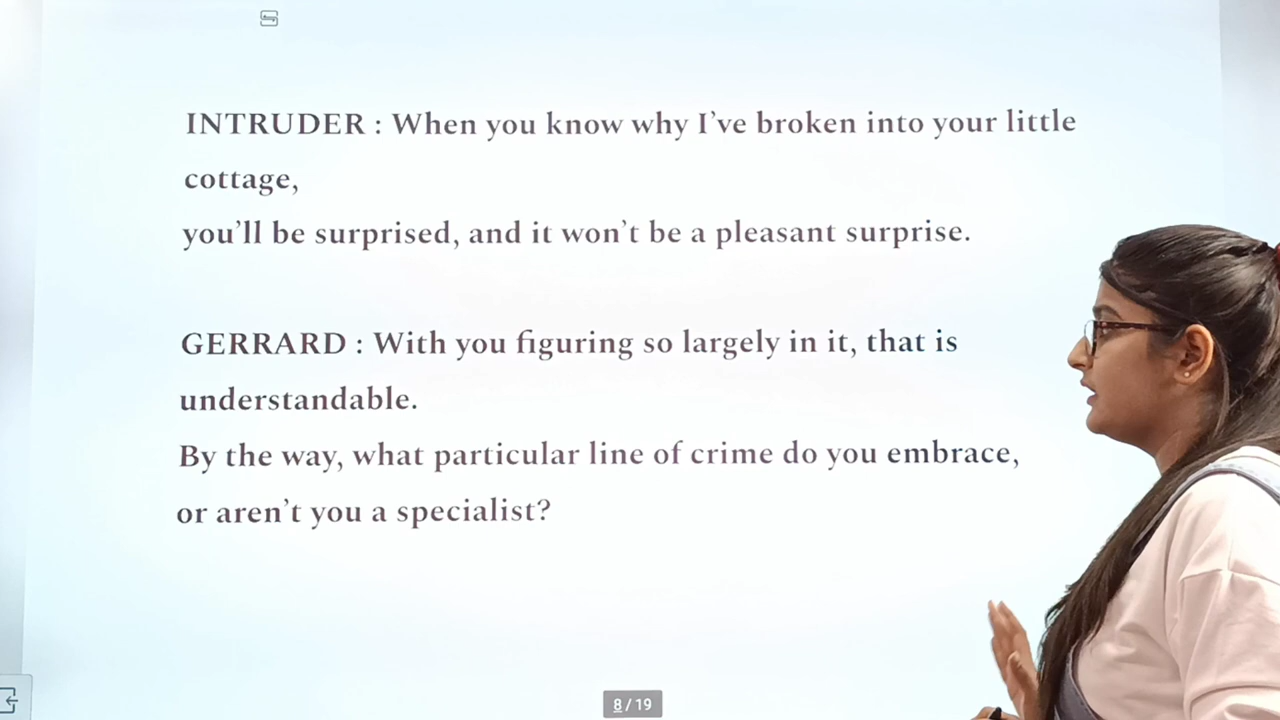 INTRUDER : When you know why I've broken into your little
cottage,
you'll be surprised, and it won't be a pleasant surprise.
GERRARD : With you figuring so largely in it, that is
understandable.
By the way, what particular line of crime do you embrace,
or aren't you a specialist?
8 / 19